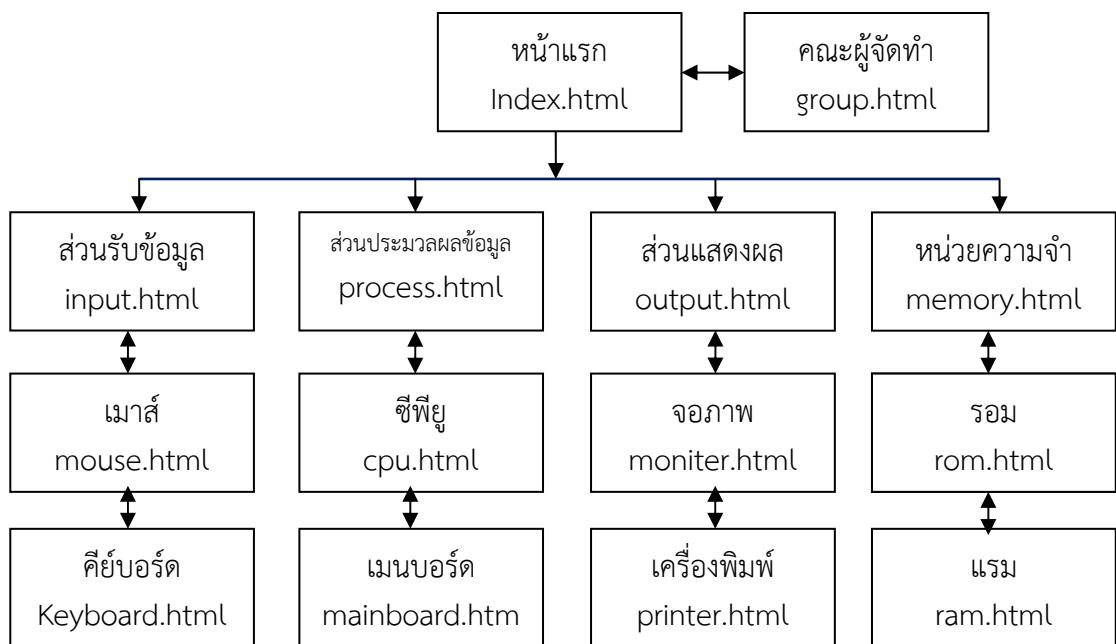 หน้าแรก
Index.html
คณะผู้จัดทำ
group.html
ส่วนรับข้อมูล
input.html
ส่วนประมวลผลข้อมูล
process.html
ส่วนแสดงผล
output.html
หน่วยความจำ
memory.html
เมาส์
mouse.html
ซีพียู
cpu.html
จอภาพ
moniter.html
รอม
rom.html
คีย์บอร์ด
Keyboard.html
เมนบอร์ด
mainboard.htm
เครื่องพิมพ์
printer.html
แรม
ram.html